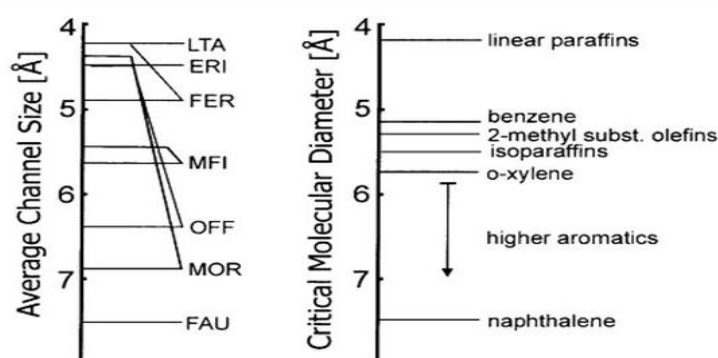 Average Channel Size [Å]
4
5
6
7
LTA
ERI
FER
MFI
OFF
MOR
FAU
Critical Molecular Diameter [Å]
4
5
6
7
linear paraffins
benzene
2-methyl subst. olefins
isoparaffins
o-xylene
higher aromatics
naphthalene